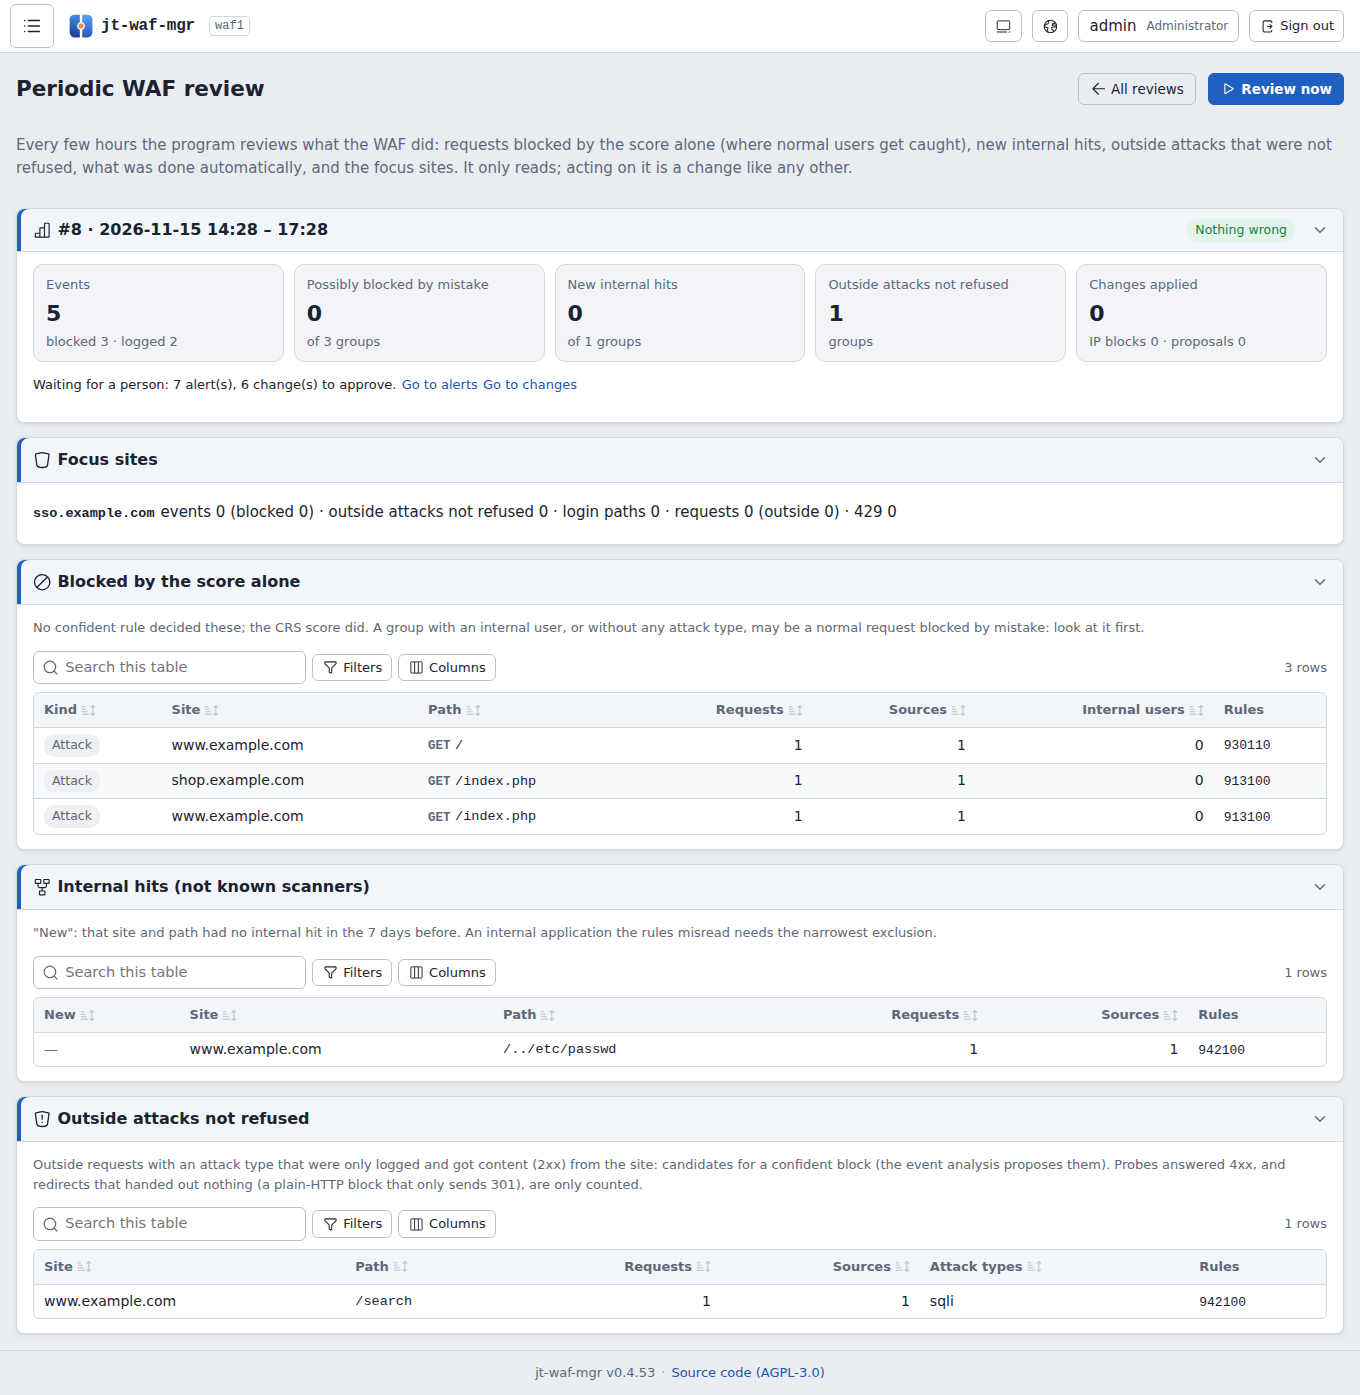 jt-waf-mgr waf1 admin Administrator Sign out
Periodic WAF review All reviews Review now
Every few hours the program reviews what the WAF did: requests blocked by the score alone (where normal users get caught), new internal hits, outside attacks that were not
refused, what was done automatically, and the focus sites. It only reads; acting on it is a change like any other.
#8 · 2026-11-15 14:28 – 17:28 Nothing wrong
Events Possibly blocked by mistake New internal hits Outside attacks not refused Changes applied
5 0 0 1 0
blocked 3 · logged 2 of 3 groups of 1 groups groups IP blocks 0 · proposals 0
Waiting for a person: 7 alert(s), 6 change(s) to approve. Go to alerts Go to changes
Focus sites
sso.example.com events 0 (blocked 0) · outside attacks not refused 0 · login paths 0 · requests 0 (outside 0) · 429 0
Blocked by the score alone
No confident rule decided these; the CRS score did. A group with an internal user, or without any attack type, may be a normal request blocked by mistake: look at it first.
Search this table Filters Columns 3 rows
Kind Site Path Requests Sources Internal users Rules
Attack www.example.com GET / 1 1 0 930110
Attack shop.example.com GET /index.php 1 1 0 913100
Attack www.example.com GET /index.php 1 1 0 913100
Internal hits (not known scanners)
"New": that site and path had no internal hit in the 7 days before. An internal application the rules misread needs the narrowest exclusion.
Search this table Filters Columns 1 rows
New Site Path Requests Sources Rules
— www.example.com /../etc/passwd 1 1 942100
Outside attacks not refused
Outside requests with an attack type that were only logged and got content (2xx) from the site: candidates for a confident block (the event analysis proposes them). Probes answered 4xx, and
redirects that handed out nothing (a plain-HTTP block that only sends 301), are only counted.
Search this table Filters Columns 1 rows
Site Path Requests Sources Attack types Rules
www.example.com /search 1 1 sqli 942100
jt-waf-mgr v0.4.53 · Source code (AGPL-3.0)